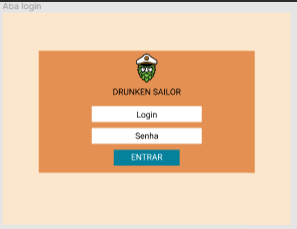 Aba login
DRUNKEN SAILOR
Login
Senha
ENTRAR